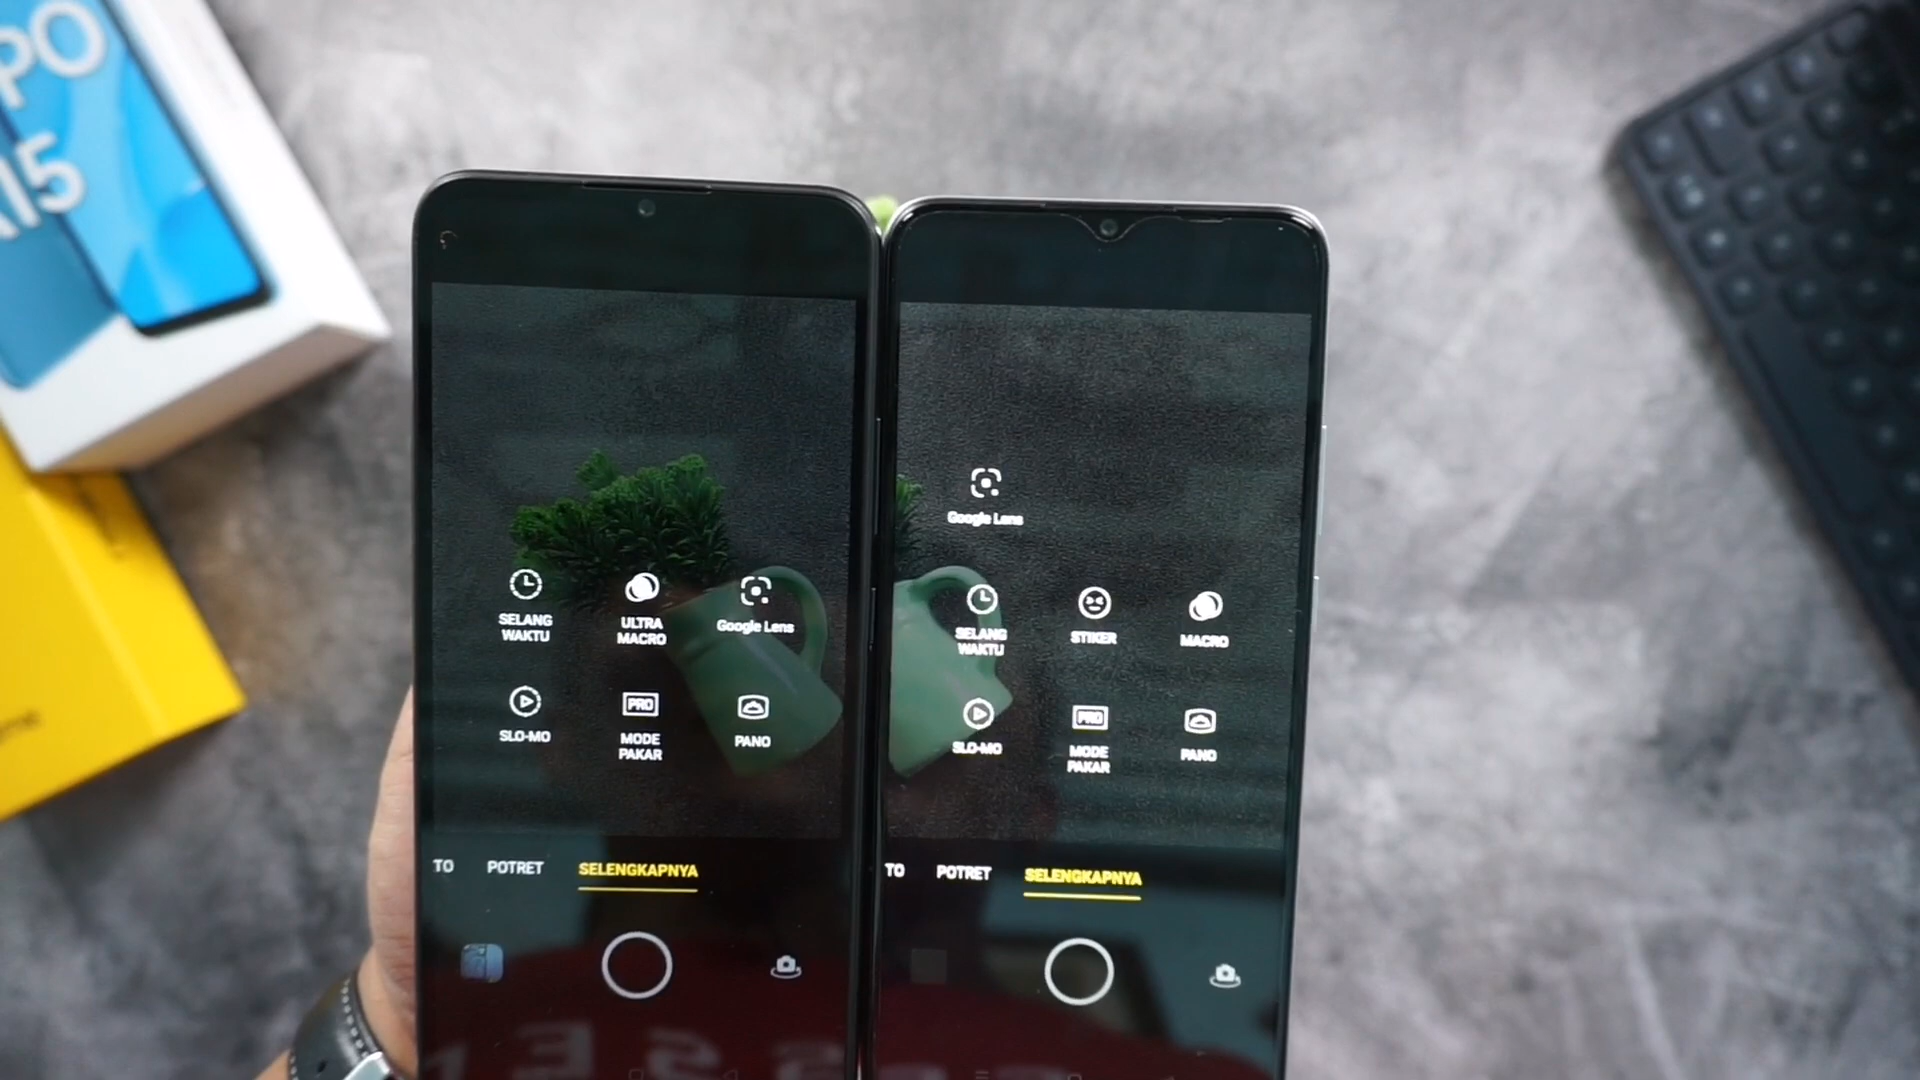 PO
A15
SELANG
WAKTU
ULTRA
MACRO
Google Lens
SLO-MO
PRO
MODE
PAKAR
PANO
TO
POTRET
SELENGKAPNYA
Google Lens
SELANG
WAKTU
STIKER
MACRO
SLO-MO
PRO
MODE
PAKAR
PANO
TO
POTRET
SELENGKAPNYA